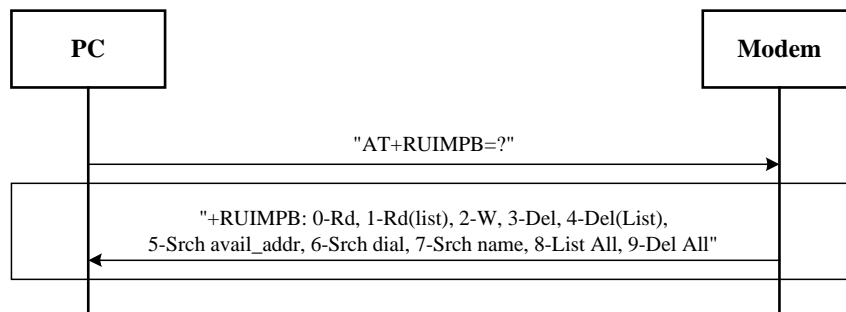 PC
Modem
"AT+RUIMPB=?"
"+RUIMPB: 0-Rd, 1-Rd(list), 2-W, 3-Del, 4-Del(List),
5-Srch avail_addr, 6-Srch dial, 7-Srch name, 8-List All, 9-Del All"